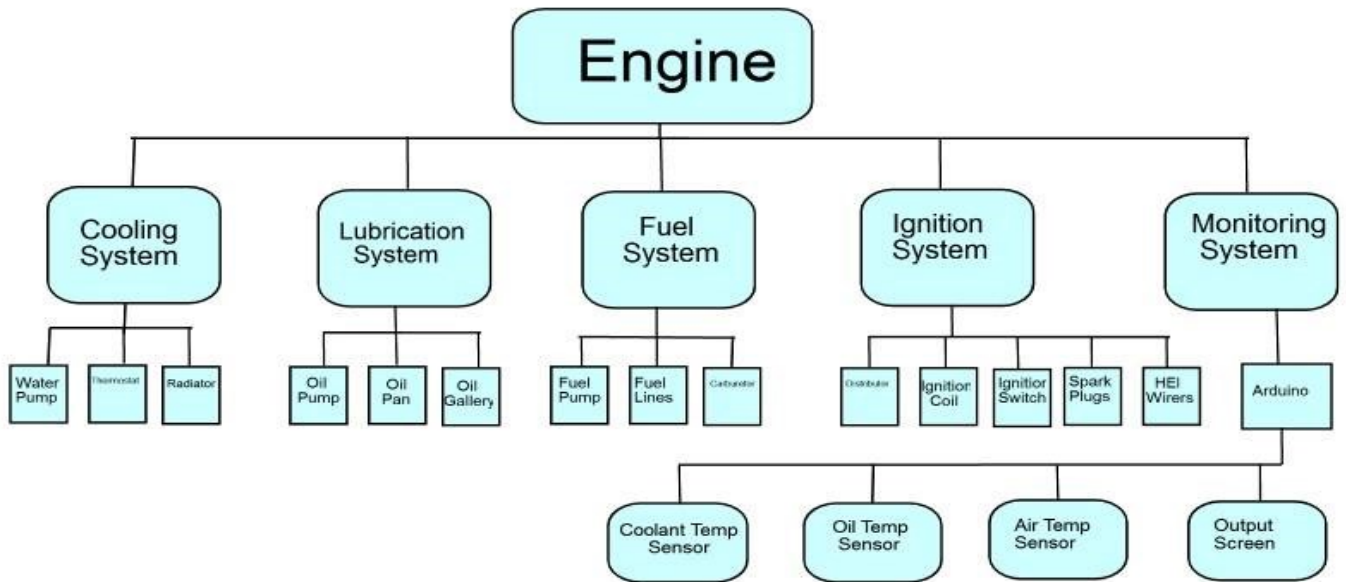 Engine
Cooling
System
Lubrication
System
Fuel
System
Ignition
System
Monitoring
System
Water
Pump
Thermostat
Radiator
Oil
Pump
Oil
Pan
Oil
Gallery
Fuel
Pump
Fuel
Lines
Carburetor
Distributor
Ignition
Coil
Ignition
Switch
Spark
Plugs
HEI
Wirers
Arduino
Coolant Temp
Sensor
Oil Temp
Sensor
Air Temp
Sensor
Output
Screen